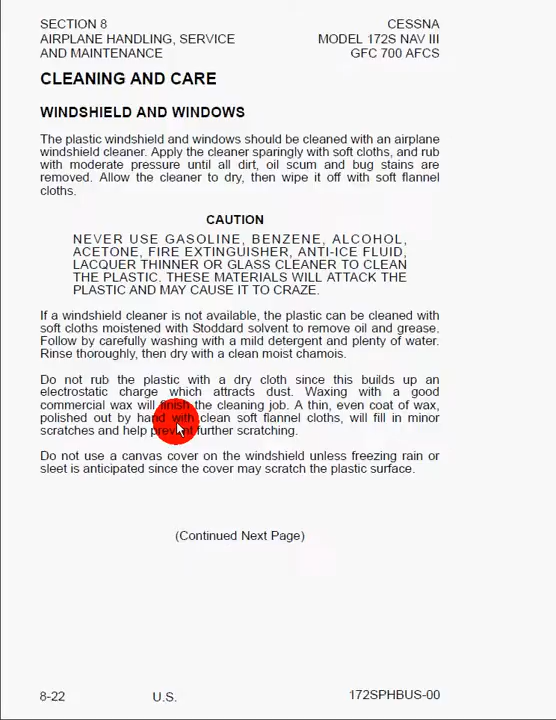 SECTION 8
AIRPLANE HANDLING, SERVICE
AND MAINTENANCE
CESSNA
MODEL 172S NAV III
GFC 700 AFCS
CLEANING AND CARE
WINDSHIELD AND WINDOWS
The plastic windshield and windows should be cleaned with an airplane
windshield cleaner. Apply the cleaner sparingly with soft cloths, and rub
with moderate pressure until all dirt, oil scum and bug stains are
removed. Allow the cleaner to dry, then wipe it off with soft flannel
cloths.
CAUTION
NEVER USE GASOLINE, BENZENE, ALCOHOL,
ACETONE, FIRE EXTINGUISHER, ANTI-ICE FLUID,
LACQUER THINNER OR GLASS CLEANER TO CLEAN
THE PLASTIC. THESE MATERIALS WILL ATTACK THE
PLASTIC AND MAY CAUSE IT TO CRAZE.
If a windshield cleaner is not available, the plastic can be cleaned with
soft cloths moistened with Stoddard solvent to remove oil and grease.
Follow by carefully washing with a mild detergent and plenty of water.
Rinse thoroughly, then dry with a clean moist chamois.
Do not rub the plastic with a dry cloth since this builds up an
electrostatic charge which attracts dust. Waxing with a good
commercial wax will finish the cleaning job. A thin, even coat of wax,
polished out by hand with clean soft flannel cloths, will fill in minor
scratches and help prevent further scratching.
Do not use a canvas cover on the windshield unless freezing rain or
sleet is anticipated since the cover may scratch the plastic surface.
(Continued Next Page)
8-22
U.S.
172SPHBUS-00